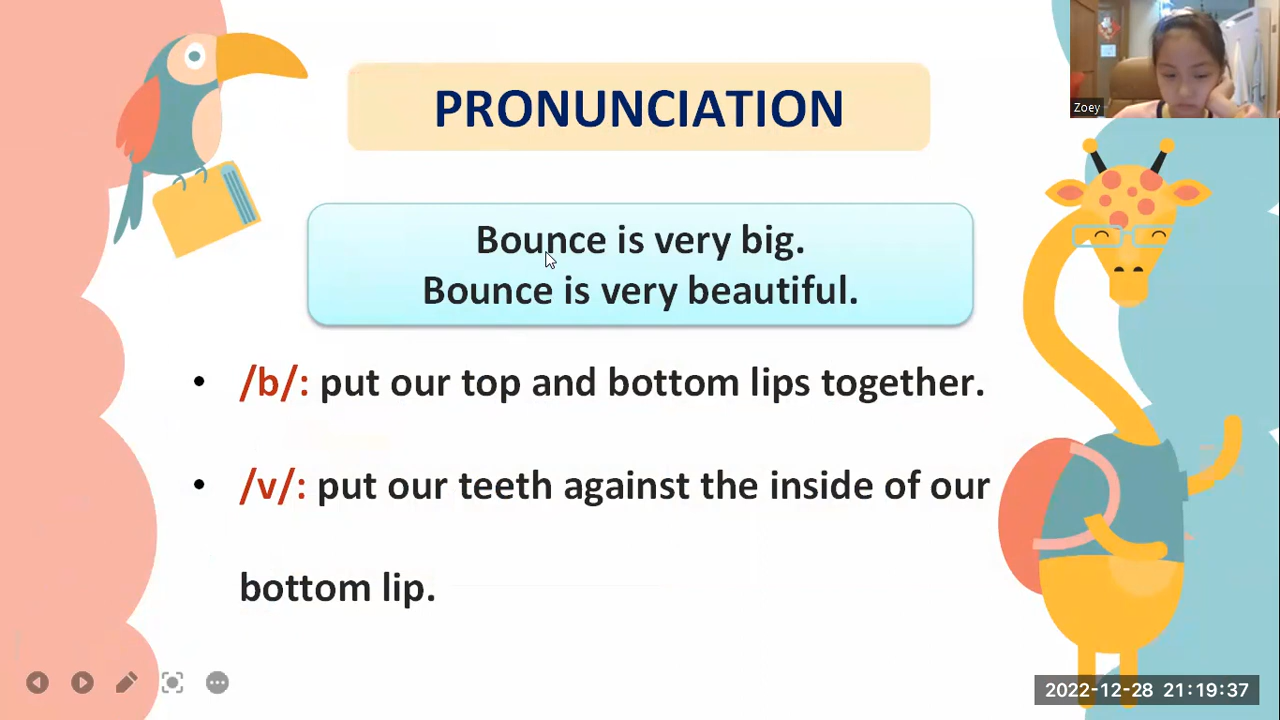 Zoey
PRONUNCIATION
Bounce is very big.
Bounce is very beautiful.
• /b/: put our top and bottom lips together.
• /v/: put our teeth against the inside of our
bottom lip.
2022-12-28 21:19:37